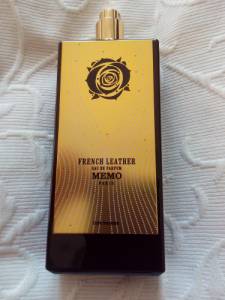 FRENCH LEATHER
EAU DE PARFUM
MEMO
PARIS